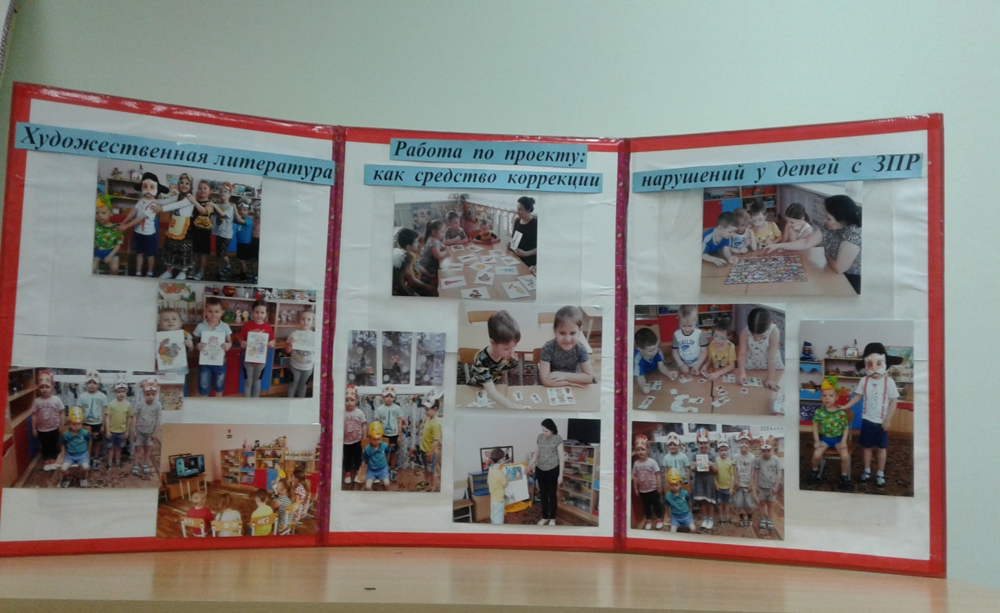 Работа по проекту:
Художественная литература как средство коррекции нарушений у детей с ЗПР